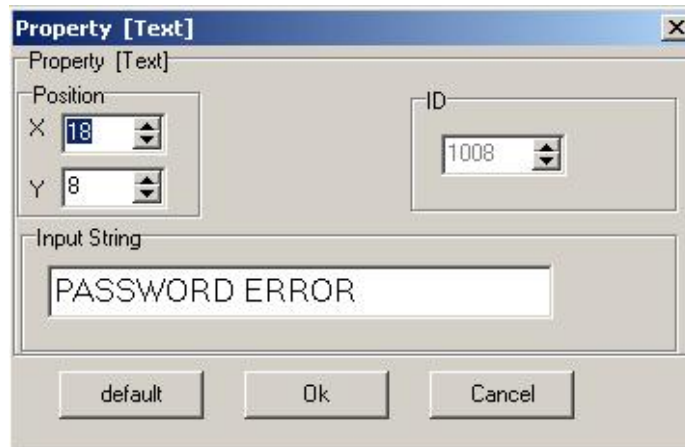 Property [Text]
Property [Text]
Position
ID
X 18
1008
Y 8
Input String
PASSWORD ERROR
default Ok Cancel